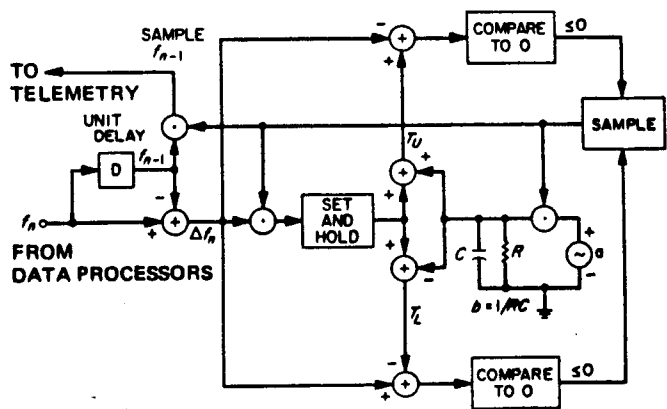 SAMPLE
f_{n-1}
TO
TELEMETRY
UNIT
DELAY
D
f_{n-1}
f_n
FROM
DATA PROCESSORS
Δf_n
SET
AND
HOLD
COMPARE
TO 0
≤0
SAMPLE
T_U
T_L
C
R
a
b = 1/RC
COMPARE
TO 0
≤0